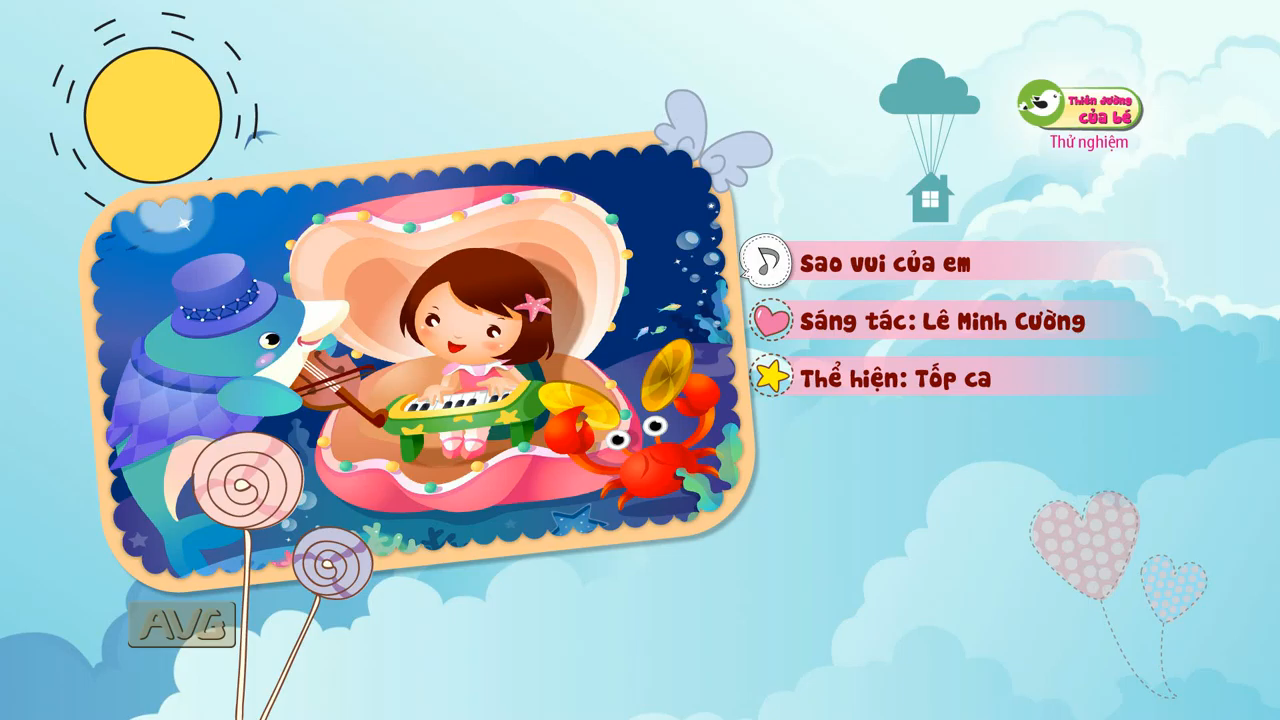 Thiên đường
của bé
Thử nghiệm
Sao vui của em
Sáng tác: Lê Minh Cường
Thể hiện: Tốp ca
AVG